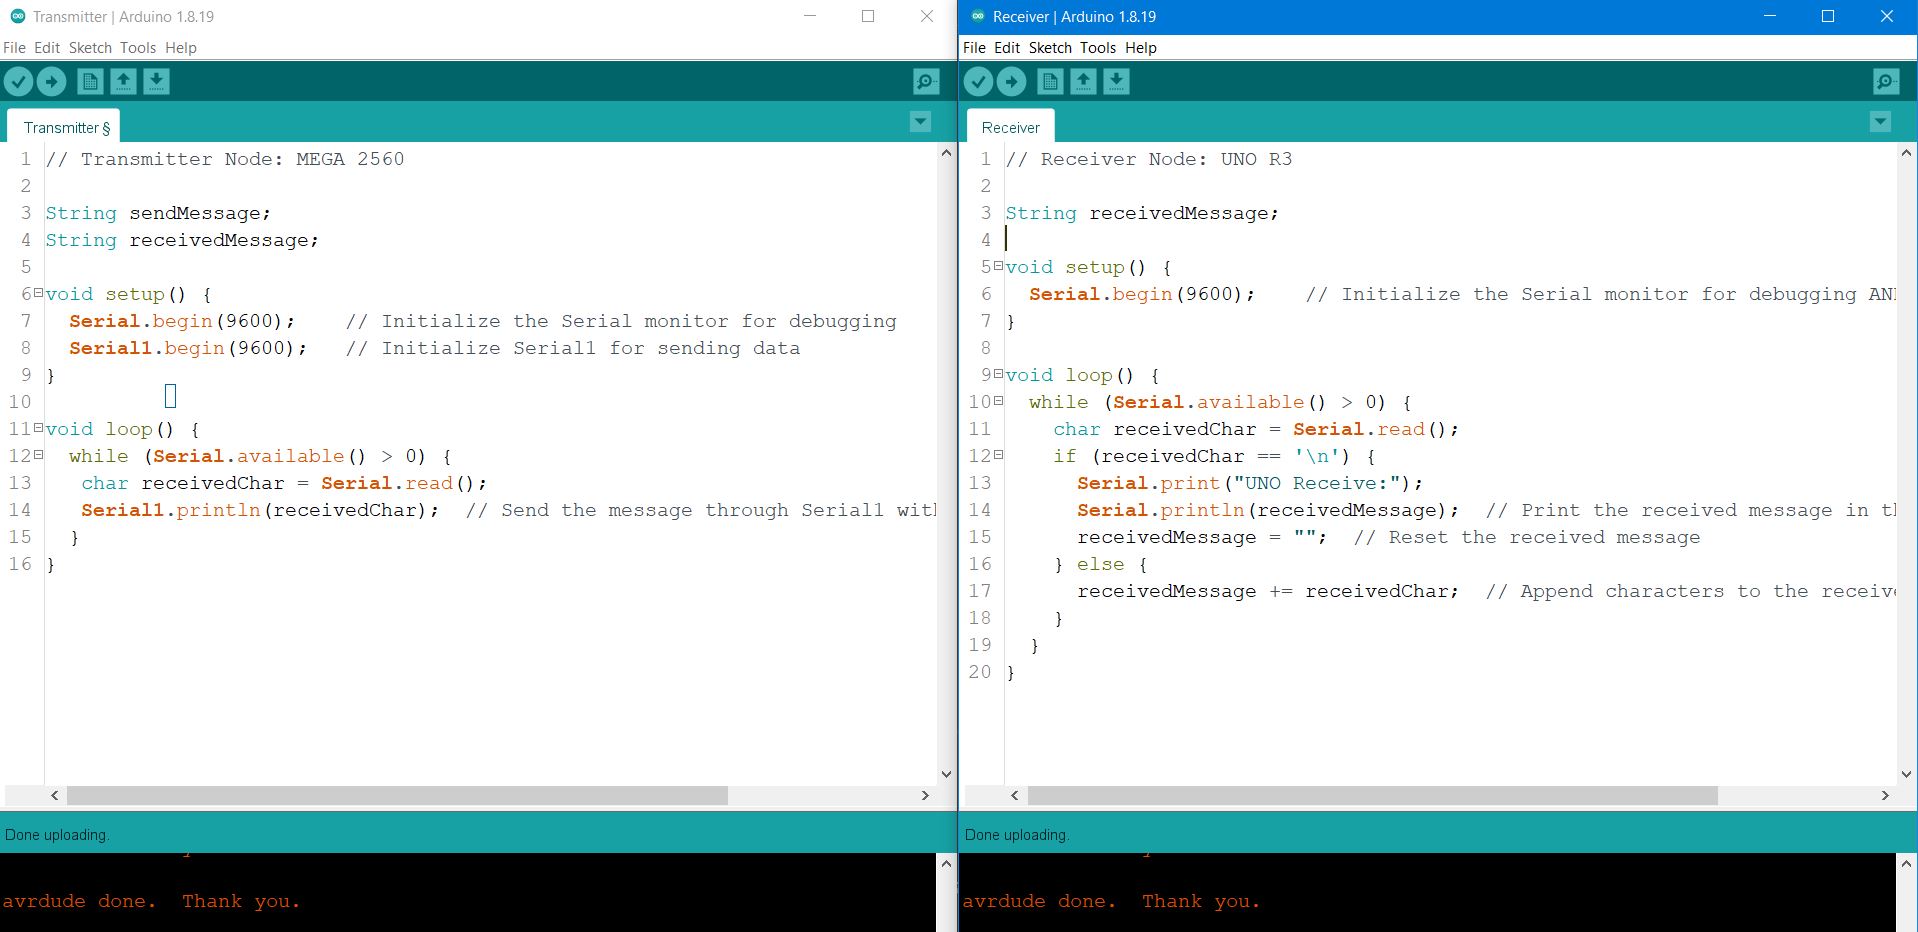 Transmitter | Arduino 1.8.19
File Edit Sketch Tools Help
Transmitter §
1 // Transmitter Node: MEGA 2560
2
3 String sendMessage;
4 String receivedMessage;
5
6 void setup() {
7   Serial.begin(9600);    // Initialize the Serial monitor for debugging
8   Serial1.begin(9600);   // Initialize Serial1 for sending data
9 }
10
11 void loop() {
12   while (Serial.available() > 0) {
13    char receivedChar = Serial.read();
14    Serial1.println(receivedChar);  // Send the message through Serial1 wit
15   }
16 }
Done uploading.
avrdude done.  Thank you.
Receiver | Arduino 1.8.19
File Edit Sketch Tools Help
Receiver
1 // Receiver Node: UNO R3
2
3 String receivedMessage;
4
5 void setup() {
6   Serial.begin(9600);    // Initialize the Serial monitor for debugging AN
7 }
8
9 void loop() {
10   while (Serial.available() > 0) {
11     char receivedChar = Serial.read();
12     if (receivedChar == '\n') {
13       Serial.print("UNO Receive:");
14       Serial.println(receivedMessage);  // Print the received message in t
15       receivedMessage = "";  // Reset the received message
16     } else {
17       receivedMessage += receivedChar;  // Append characters to the receiv
18     }
19   }
20 }
Done uploading.
avrdude done.  Thank you.